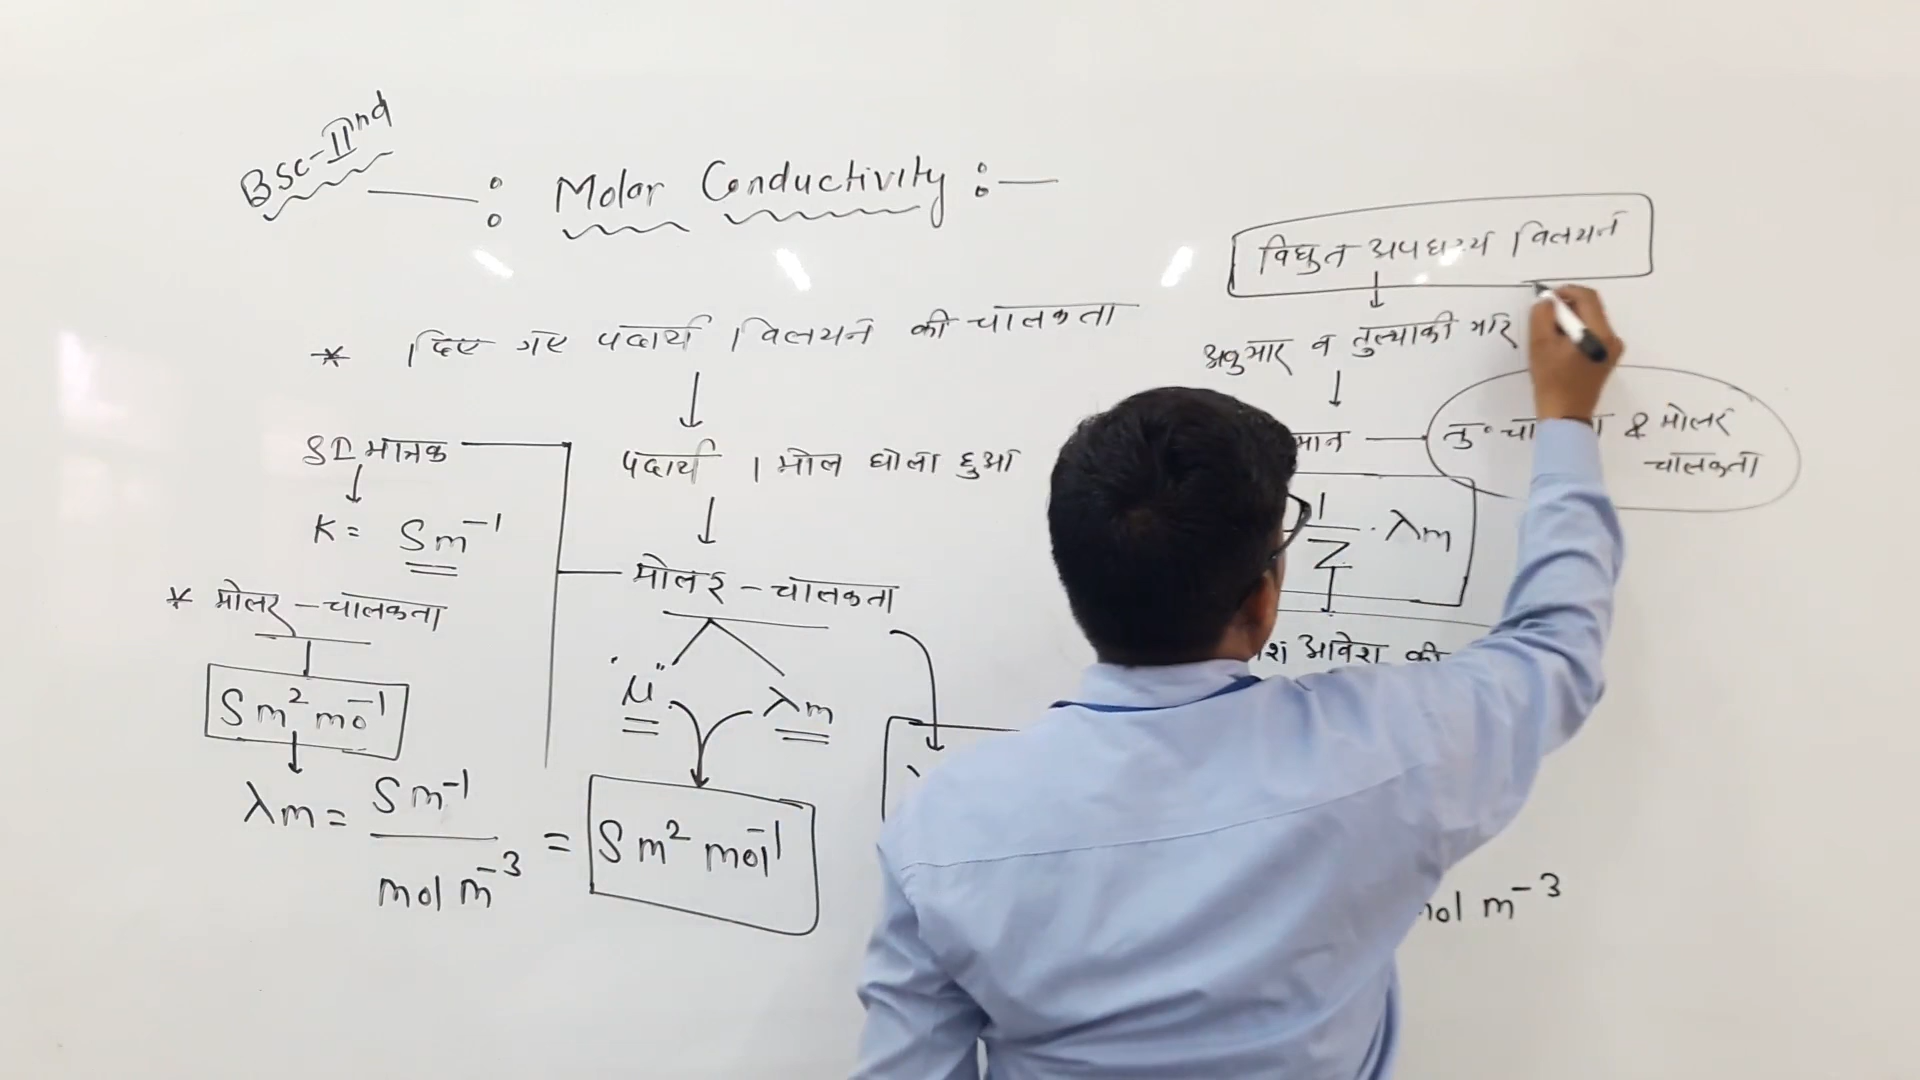 Bsc-IInd
Molar Conductivity :—
* दिए गए पदार्थ विलयन की चालकता
SI मात्रक
K = Sm⁻¹
* मोलर - चालकता
Sm² mol⁻¹
λm = Sm⁻¹ / mol m⁻³ = Sm² mol⁻¹
पदार्थ 1 मोल घोला हुआ
मोलर - चालकता
"μ" λm
विद्युत अपघट्य विलयन
अणुभार व तुल्यांकी भार
मान
तु॰ & मोलर
चालकता
1/Z · λm
आवेश की
mol m⁻³